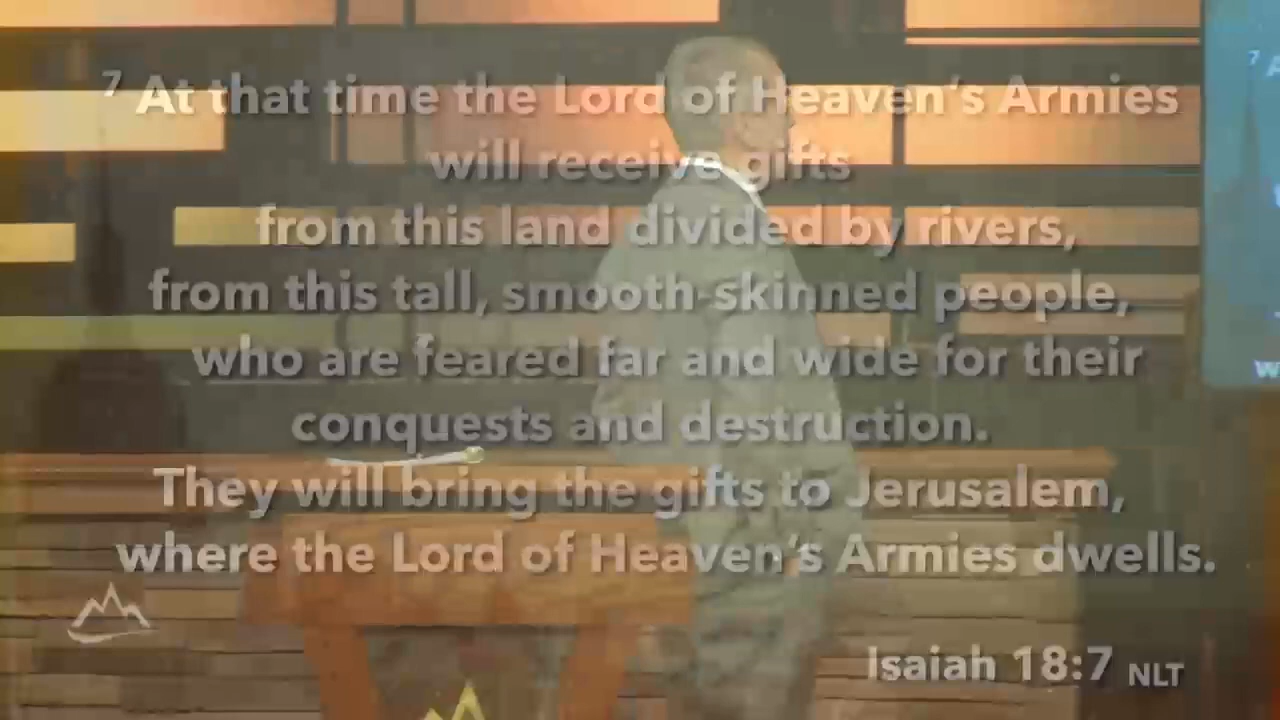 7 At that time the Lord of Heaven's Armies
will receive gifts
from this land divided by rivers,
from this tall, smooth-skinned people,
who are feared far and wide for their
conquests and destruction.
They will bring the gifts to Jerusalem,
where the Lord of Heaven's Armies dwells.
Isaiah 18:7 NLT
7 A
w